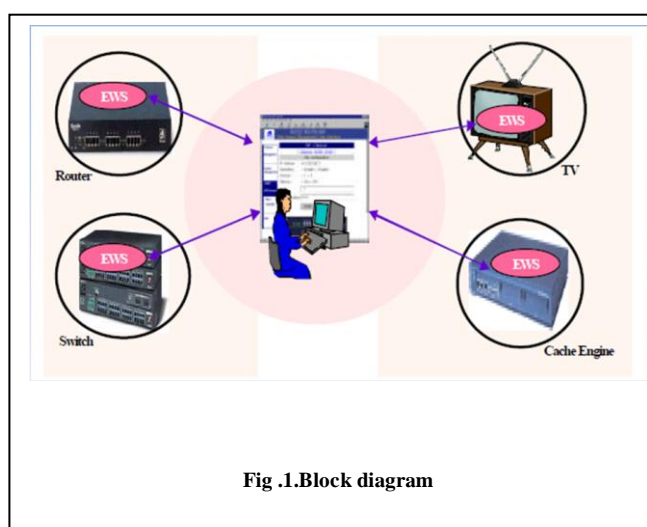 EWS
EWS
Router
TV
EWS
EWS
Switch
Cache Engine
Fig .1.Block diagram